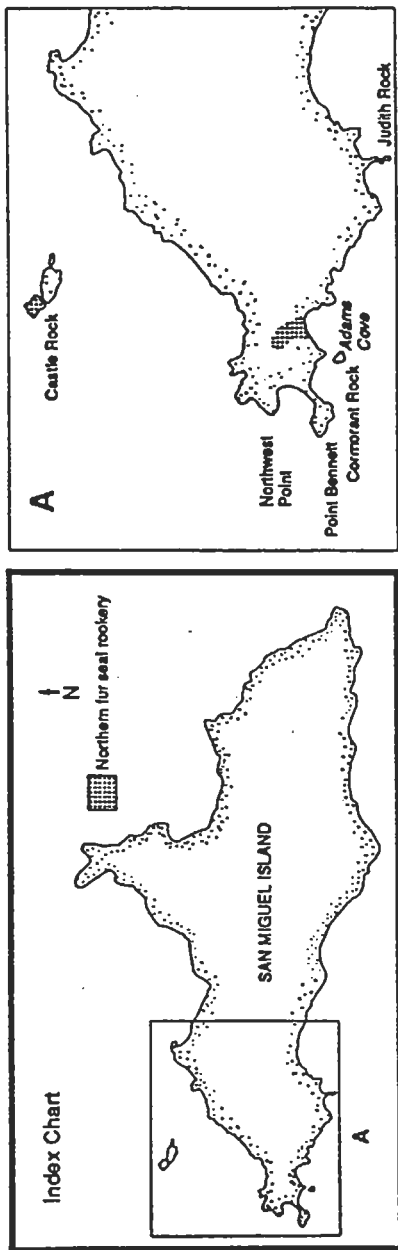 Index Chart
N
Northern fur seal rookery
SAN MIGUEL ISLAND
A
A
Castle Rock
Northwest
Point
Point Bennett
Cormorant Rock
Adams
Cove
Judith Rock